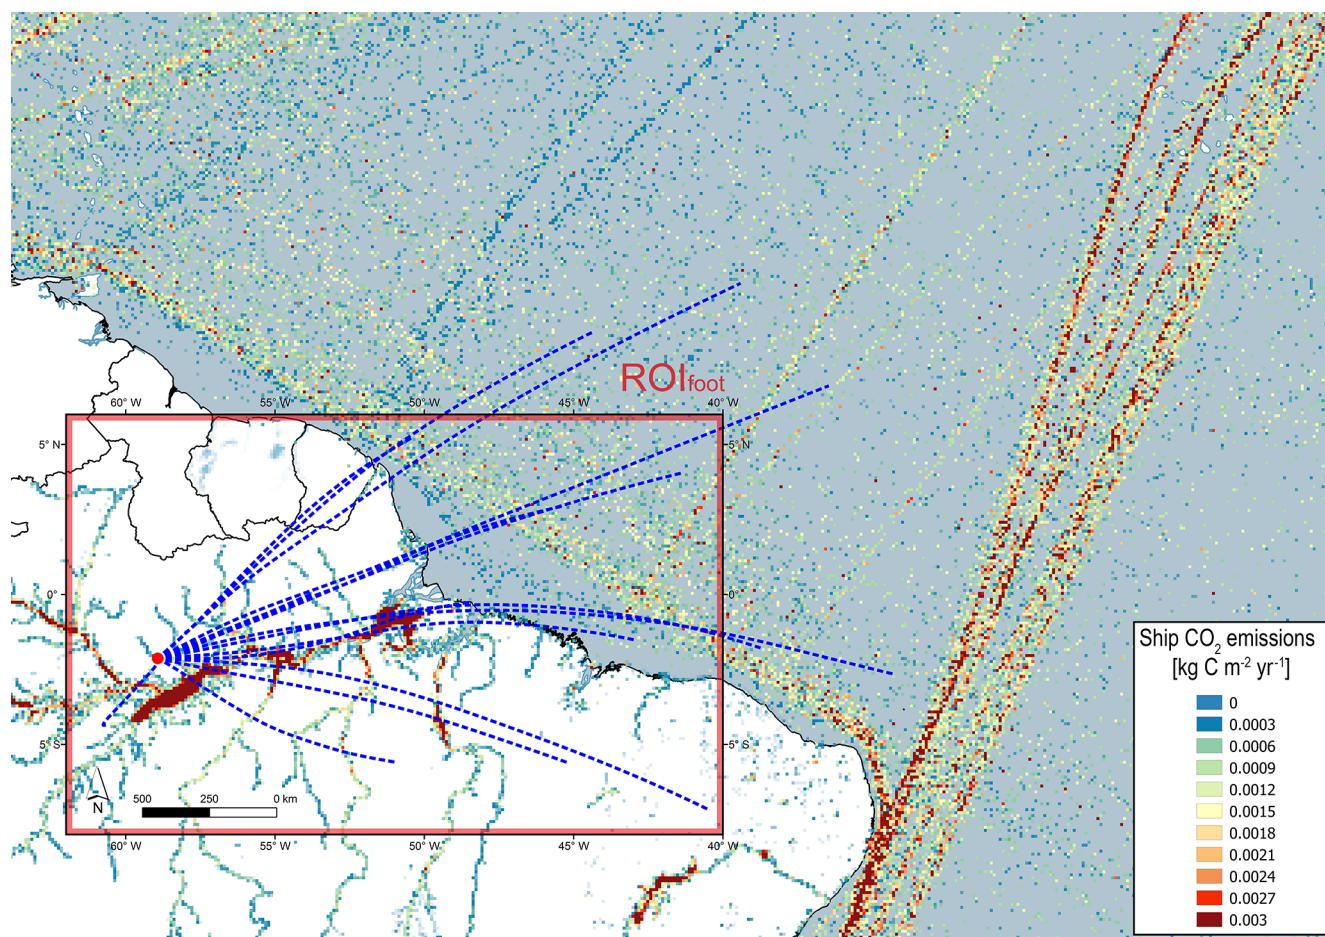 ROIfoot
60° W 55° W 50° W 45° W 40° W
5° N 5° N
0° 0°
5° S 5° S
N
500 250 0 km
60° W 55° W 50° W 45° W 40° W
Ship CO2 emissions
[kg C m-2 yr-1]
0
0.0003
0.0006
0.0009
0.0012
0.0015
0.0018
0.0021
0.0024
0.0027
0.003